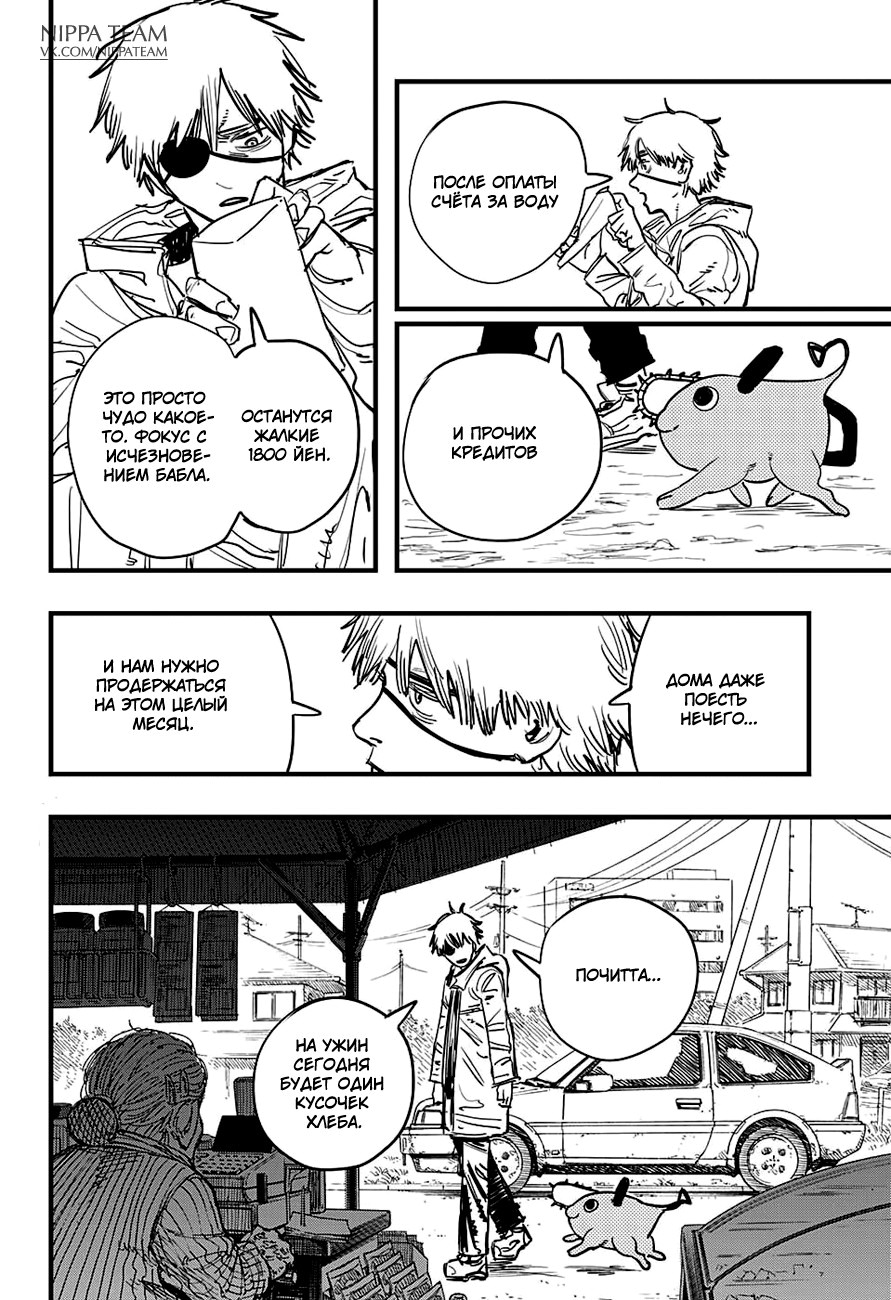 NIPPA TEAM
VK.COM/NIPPATEAM
ПОСЛЕ ОПЛАТЫ
СЧЁТА ЗА ВОДУ
И ПРОЧИХ
КРЕДИТОВ
ОСТАНУТСЯ
ЖАЛКИЕ
1800 ЙЕН.
ЭТО ПРОСТО
ЧУДО КАКОЕ-
ТО. ФОКУС С
ИСЧЕЗНОВЕ-
НИЕМ БАБЛА.
ДОМА ДАЖЕ
ПОЕСТЬ
НЕЧЕГО...
И НАМ НУЖНО
ПРОДЕРЖАТЬСЯ
НА ЭТОМ ЦЕЛЫЙ
МЕСЯЦ.
ПОЧИТТА...
НА УЖИН
СЕГОДНЯ
БУДЕТ ОДИН
КУСОЧЕК
ХЛЕБА.